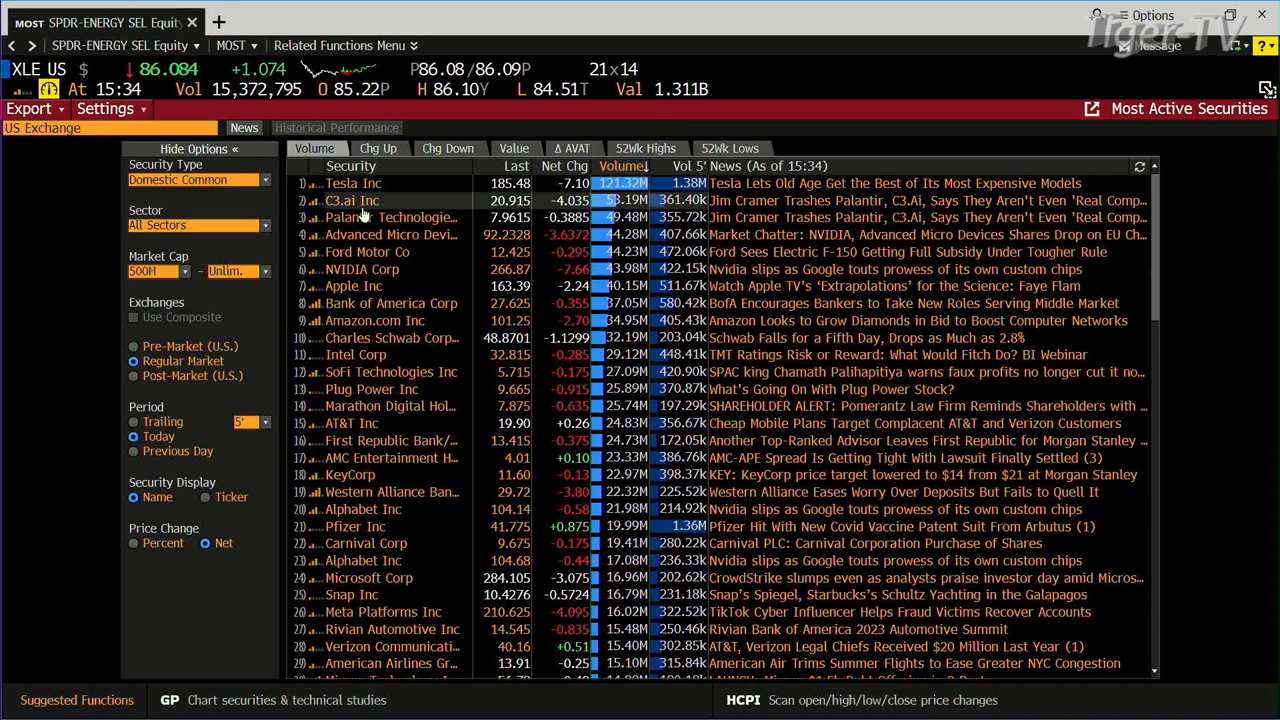 MOST SPDR-ENERGY SEL Equity × +
Options
Tiger-TV
< > SPDR-ENERGY SEL Equity MOST Related Functions Menu Message ?
XLE US $ ↓ 86.084 +1.074 P86.08/86.09P 21x14
At 15:34 Vol 15,372,795 O 85.22P H 86.10Y L 84.51T Val 1.311B
Export Settings Most Active Securities
US Exchange News Historical Performance
Hide Options « Volume Chg Up Chg Down Value Δ AVAT 52Wk Highs 52Wk Lows
Security Type
Domestic Common
Sector
All Sectors
Market Cap
500M – Unlim.
Exchanges
Use Composite
Pre-Market (U.S.)
Regular Market
Post-Market (U.S.)
Period
Trailing 5'
Today
Previous Day
Security Display
Name Ticker
Price Change
Percent Net
Security Last Net Chg Volume↓ Vol 5' News (As of 15:34)
1) Tesla Inc 185.48 -7.10 121.32M 1.38M Tesla Lets Old Age Get the Best of Its Most Expensive Models
2) C3.ai Inc 20.915 -4.035 53.19M 361.40k Jim Cramer Trashes Palantir, C3.Ai, Says They Aren't Even 'Real Comp...
3) Palantir Technologie... 7.9615 -0.3885 49.48M 355.72k Jim Cramer Trashes Palantir, C3.Ai, Says They Aren't Even 'Real Comp...
4) Advanced Micro Devi... 92.2328 -3.6372 44.28M 407.66k Market Chatter: NVIDIA, Advanced Micro Devices Shares Drop on EU Ch...
5) Ford Motor Co 12.425 -0.295 44.23M 472.06k Ford Sees Electric F-150 Getting Full Subsidy Under Tougher Rule
6) NVIDIA Corp 266.87 -7.66 43.98M 422.15k Nvidia slips as Google touts prowess of its own custom chips
7) Apple Inc 163.39 -2.24 40.15M 511.67k Watch Apple TV's 'Extrapolations' for the Science: Faye Flam
8) Bank of America Corp 27.625 -0.355 37.05M 580.42k BofA Encourages Bankers to Take New Roles Serving Middle Market
9) Amazon.com Inc 101.25 -2.70 34.95M 405.43k Amazon Looks to Grow Diamonds in Bid to Boost Computer Networks
10) Charles Schwab Corp... 48.8701 -1.1299 32.19M 203.04k Schwab Falls for a Fifth Day, Drops as Much as 2.8%
11) Intel Corp 32.815 -0.285 29.12M 448.41k TMT Ratings Risk or Reward: What Would Fitch Do? BI Webinar
12) SoFi Technologies Inc 5.715 -0.175 27.09M 420.90k SPAC king Chamath Palihapitiya warns faux profits no longer cut it no...
13) Plug Power Inc 9.665 -0.915 25.89M 370.87k What's Going On With Plug Power Stock?
14) Marathon Digital Hol... 7.875 -0.635 25.74M 197.29k SHAREHOLDER ALERT: Pomerantz Law Firm Reminds Shareholders with ...
15) AT&T Inc 19.90 +0.26 24.83M 356.67k Cheap Mobile Plans Target Complacent AT&T and Verizon Customers
16) First Republic Bank/... 13.415 -0.375 24.73M 172.05k Another Top-Ranked Advisor Leaves First Republic for Morgan Stanley ...
17) AMC Entertainment H... 4.01 +0.10 23.33M 386.76k AMC-APE Spread Is Getting Tight With Lawsuit Finally Settled (3)
18) KeyCorp 11.60 -0.13 22.97M 398.37k KEY: KeyCorp price target lowered to $14 from $21 at Morgan Stanley
19) Western Alliance Ban... 29.72 -3.80 22.32M 225.52k Western Alliance Eases Worry Over Deposits But Fails to Quell It
20) Alphabet Inc 104.14 -0.58 21.98M 214.92k Nvidia slips as Google touts prowess of its own custom chips
21) Pfizer Inc 41.775 +0.875 19.99M 1.36M Pfizer Hit With New Covid Vaccine Patent Suit From Arbutus (1)
22) Carnival Corp 9.675 -0.175 19.41M 280.22k Carnival PLC: Carnival Corporation Purchase of Shares
23) Alphabet Inc 104.44 -0.50 17.08M 236.33k Nvidia slips as Google touts prowess of its own custom chips
24) Microsoft Corp 284.105 -3.075 16.96M 202.62k CrowdStrike slumps even as analysts praise investor day amid Micros...
25) Snap Inc 10.4276 -0.5724 16.79M 231.18k Snap's Spiegel, Starbucks's Schultz Yachting in the Galapagos
26) Meta Platforms Inc 210.625 -4.095 16.02M 322.52k TikTok Cyber Influencer Helps Fraud Victims Recover Accounts
27) Rivian Automotive Inc 14.545 -0.835 15.48M 250.46k Rivian Bank of America 2023 Automotive Summit
28) Verizon Communicati... 40.16 +0.51 15.40M 302.85k AT&T, Verizon Legal Chiefs Received $20 Million Last Year (1)
29) American Airlines Gr... 13.91 -0.25 15.10M 315.84k American Air Trims Summer Flights to Ease Greater NYC Congestion
Suggested Functions GP Chart securities & technical studies HCPI Scan open/high/low/close price changes